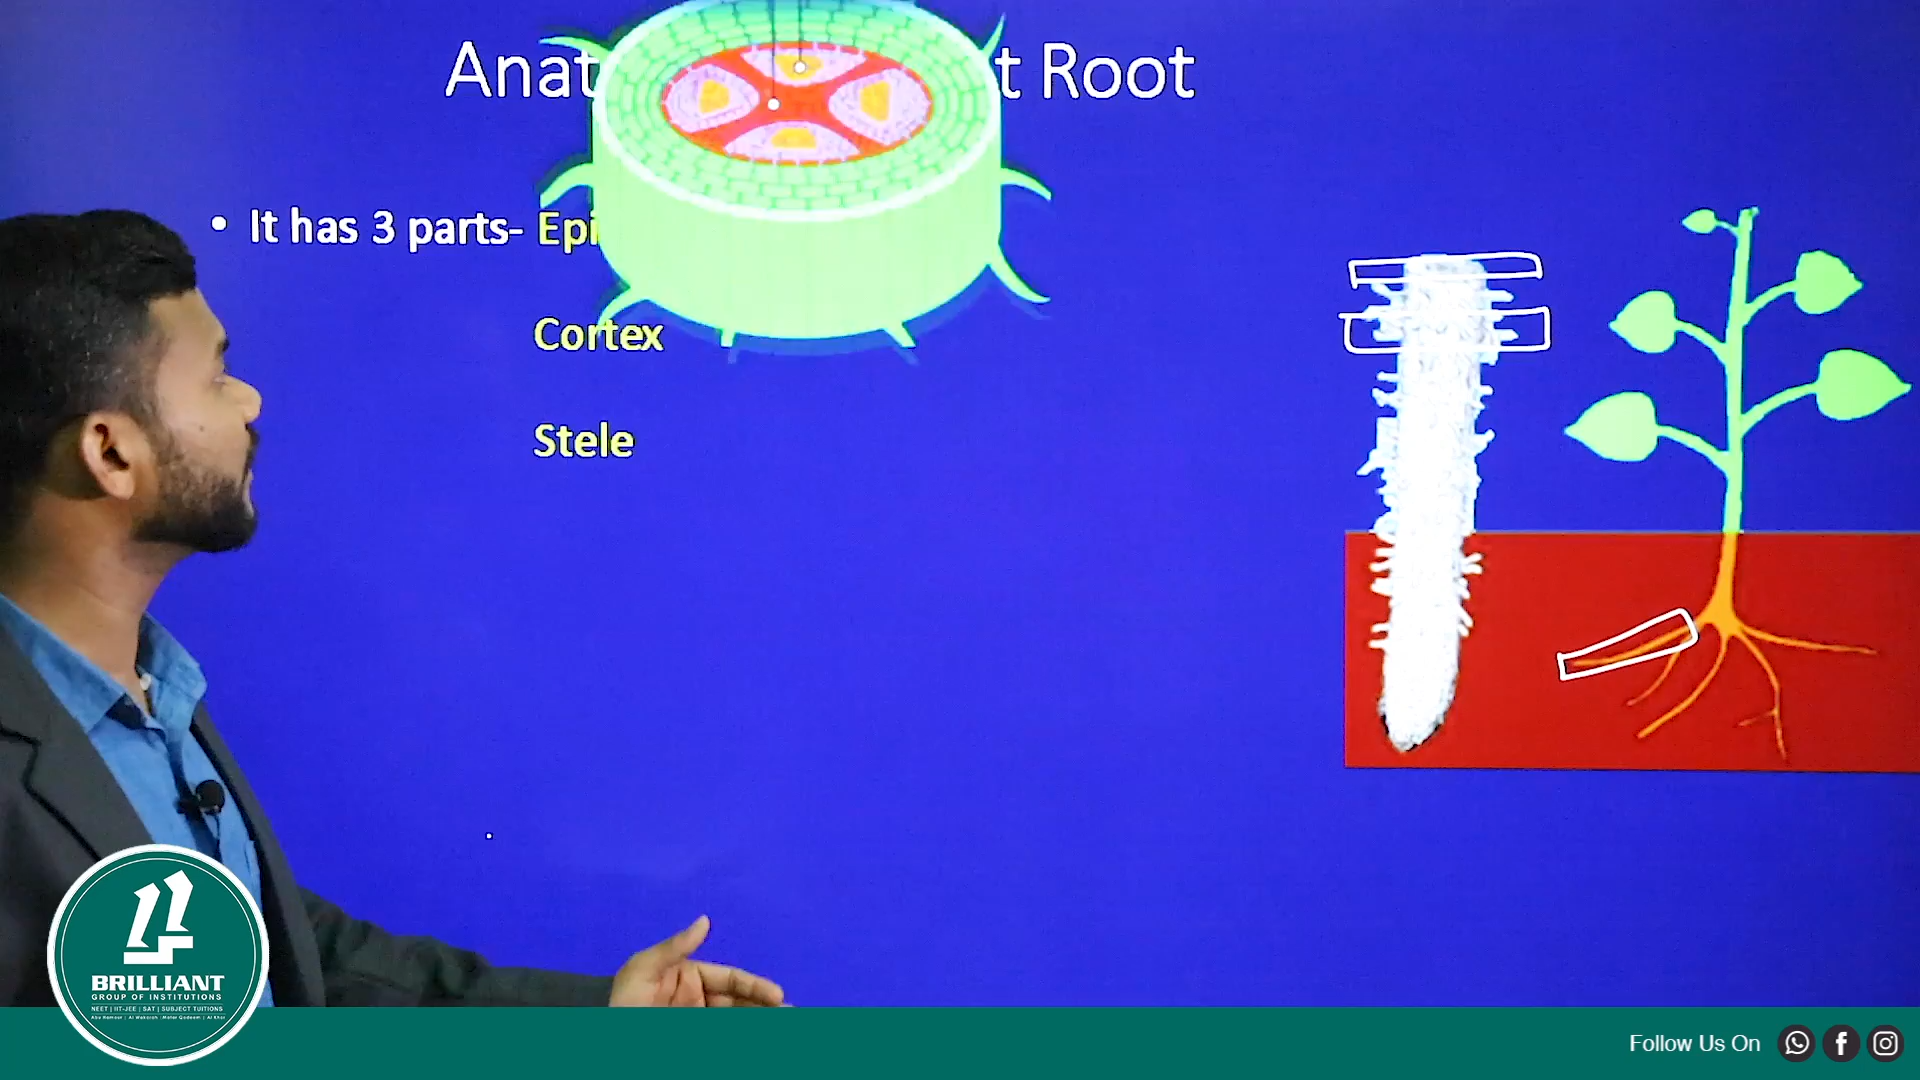 Anat t Root
• It has 3 parts- Epi
Cortex
Stele
BRILLIANT
GROUP OF INSTITUTIONS
NEET | IIT-JEE | SAT | SUBJECT TUITIONS
Follow Us On